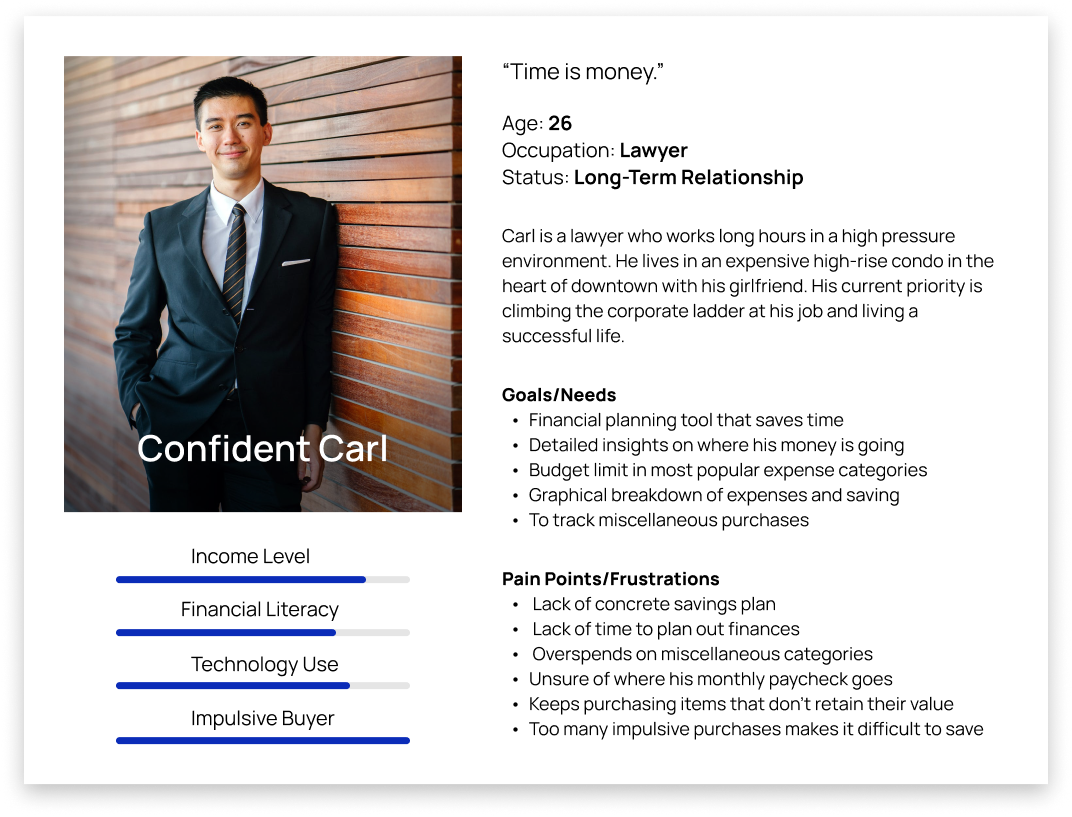 “Time is money.”
Age: 26
Occupation: Lawyer
Status: Long-Term Relationship
Carl is a lawyer who works long hours in a high pressure
environment. He lives in an expensive high-rise condo in the
heart of downtown with his girlfriend. His current priority is
climbing the corporate ladder at his job and living a
successful life.
Goals/Needs
• Financial planning tool that saves time
• Detailed insights on where his money is going
• Budget limit in most popular expense categories
• Graphical breakdown of expenses and saving
• To track miscellaneous purchases
Pain Points/Frustrations
• Lack of concrete savings plan
• Lack of time to plan out finances
• Overspends on miscellaneous categories
• Unsure of where his monthly paycheck goes
• Keeps purchasing items that don’t retain their value
• Too many impulsive purchases makes it difficult to save
Confident Carl
Income Level
Financial Literacy
Technology Use
Impulsive Buyer